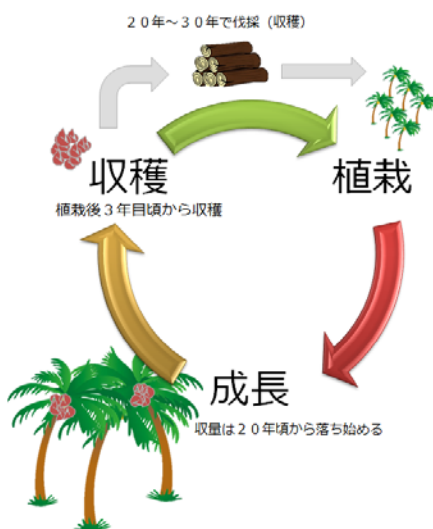 ２０年～３０年で伐採（収穫）
収穫
植栽後３年目頃から収穫
植栽
成長
収量は２０年頃から落ち始める